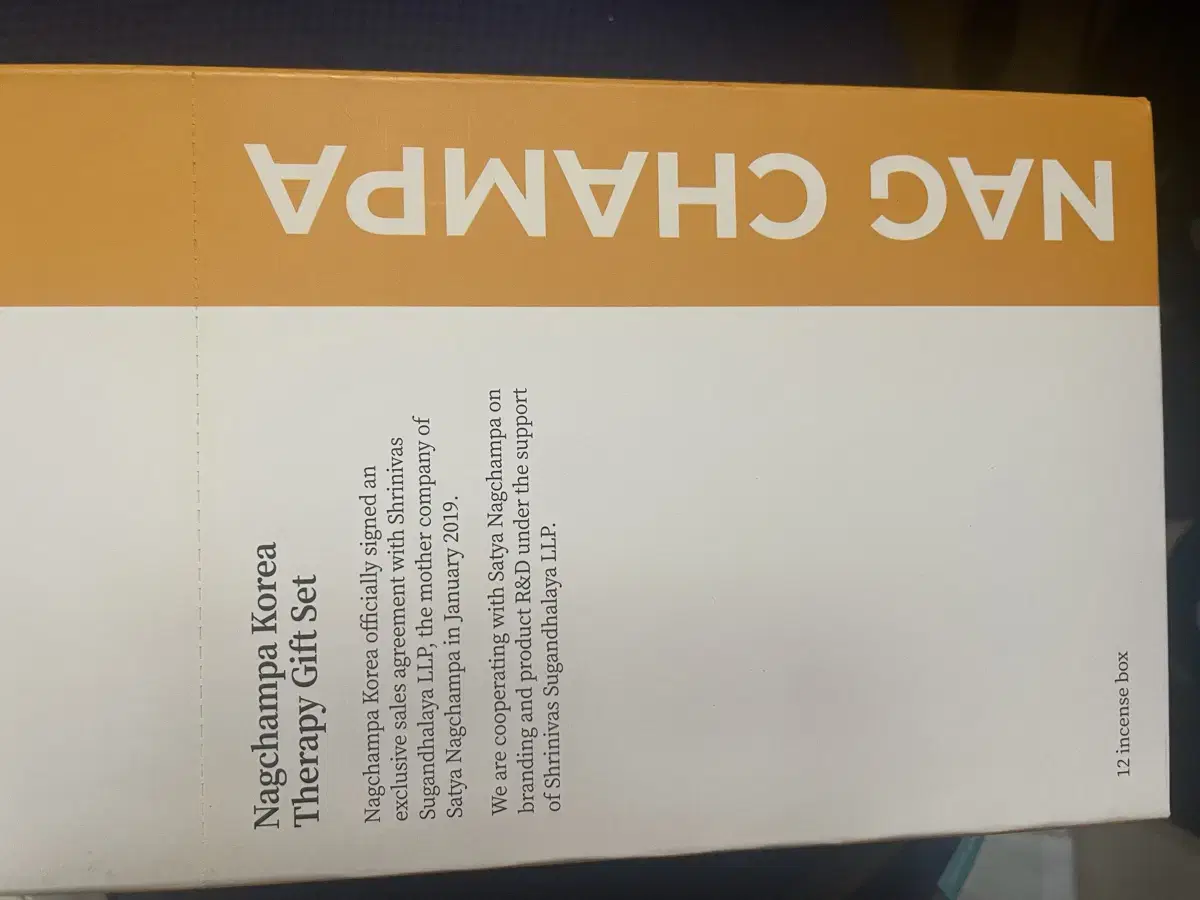 NAG CHAMPA
Nagchampa Korea
Therapy Gift Set
Nagchampa Korea officially signed an
exclusive sales agreement with Shrinivas
Sugandhalaya LLP, the mother company of
Satya Nagchampa in January 2019.
We are cooperating with Satya Nagchampa on
branding and product R&D under the support
of Shrinivas Sugandhalaya LLP.
12 incense box